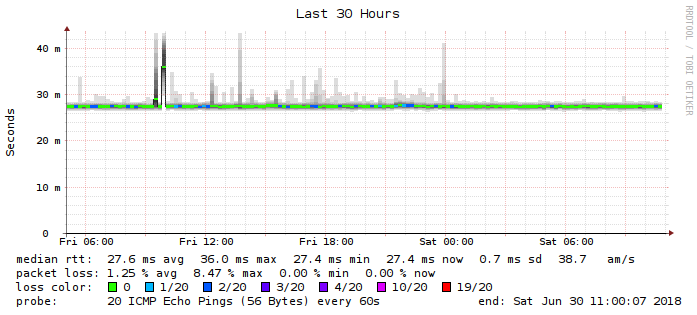 Last 30 Hours
RRDTOOL / TOBI OETIKER
Seconds
40 m
30 m
20 m
10 m
0
Fri 06:00 Fri 12:00 Fri 18:00 Sat 00:00 Sat 06:00
median rtt: 27.6 ms avg 36.0 ms max 27.4 ms min 27.4 ms now 0.7 ms sd 38.7 am/s
packet loss: 1.25 % avg 8.47 % max 0.00 % min 0.00 % now
loss color: 0 1/20 2/20 3/20 4/20 10/20 19/20
probe: 20 ICMP Echo Pings (56 Bytes) every 60s end: Sat Jun 30 11:00:07 2018